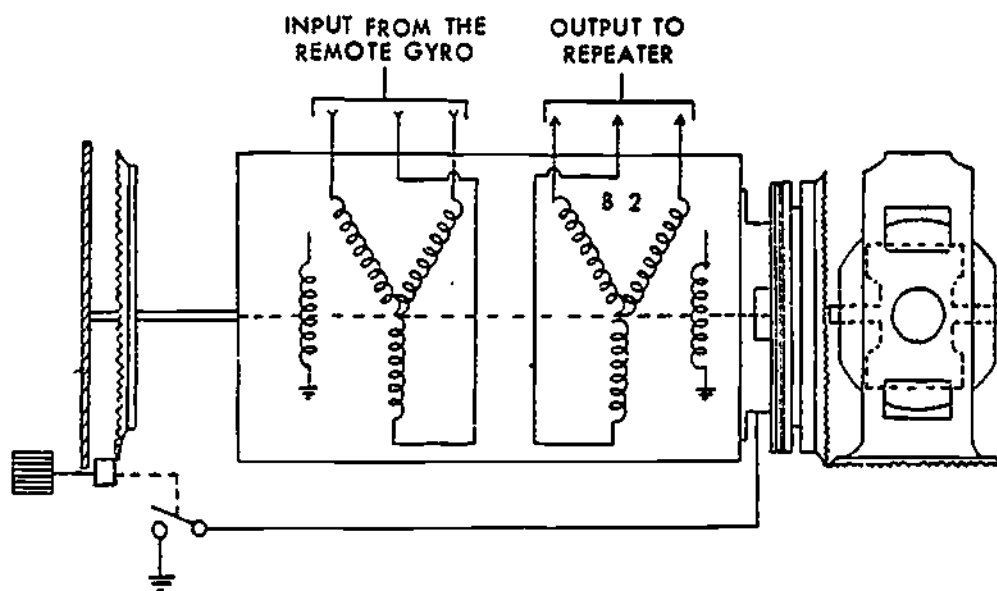 INPUT FROM THE
REMOTE GYRO
OUTPUT TO
REPEATER
B 2